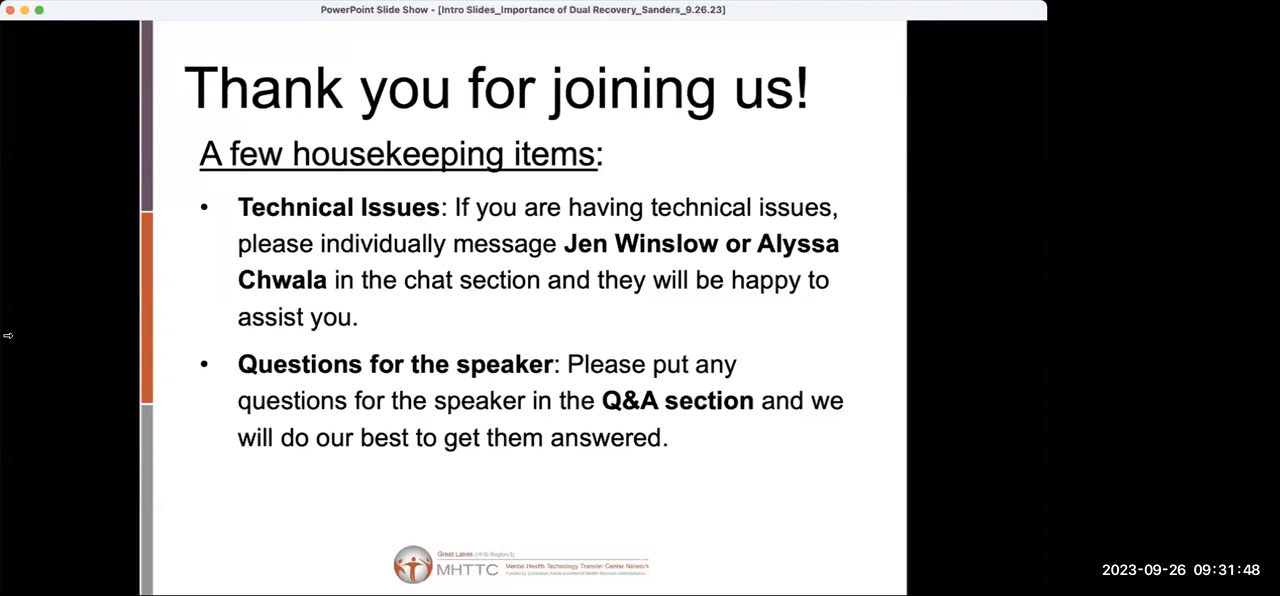 PowerPoint Slide Show - [Intro Slides_Importance of Dual Recovery_Sanders_9.26.23]
Thank you for joining us!
A few housekeeping items:
• Technical Issues: If you are having technical issues,
please individually message Jen Winslow or Alyssa
Chwala in the chat section and they will be happy to
assist you.
• Questions for the speaker: Please put any
questions for the speaker in the Q&A section and we
will do our best to get them answered.
Great Lakes (HHS Region 5)
MHTTC Mental Health Technology Transfer Center Network
2023-09-26 09:31:48